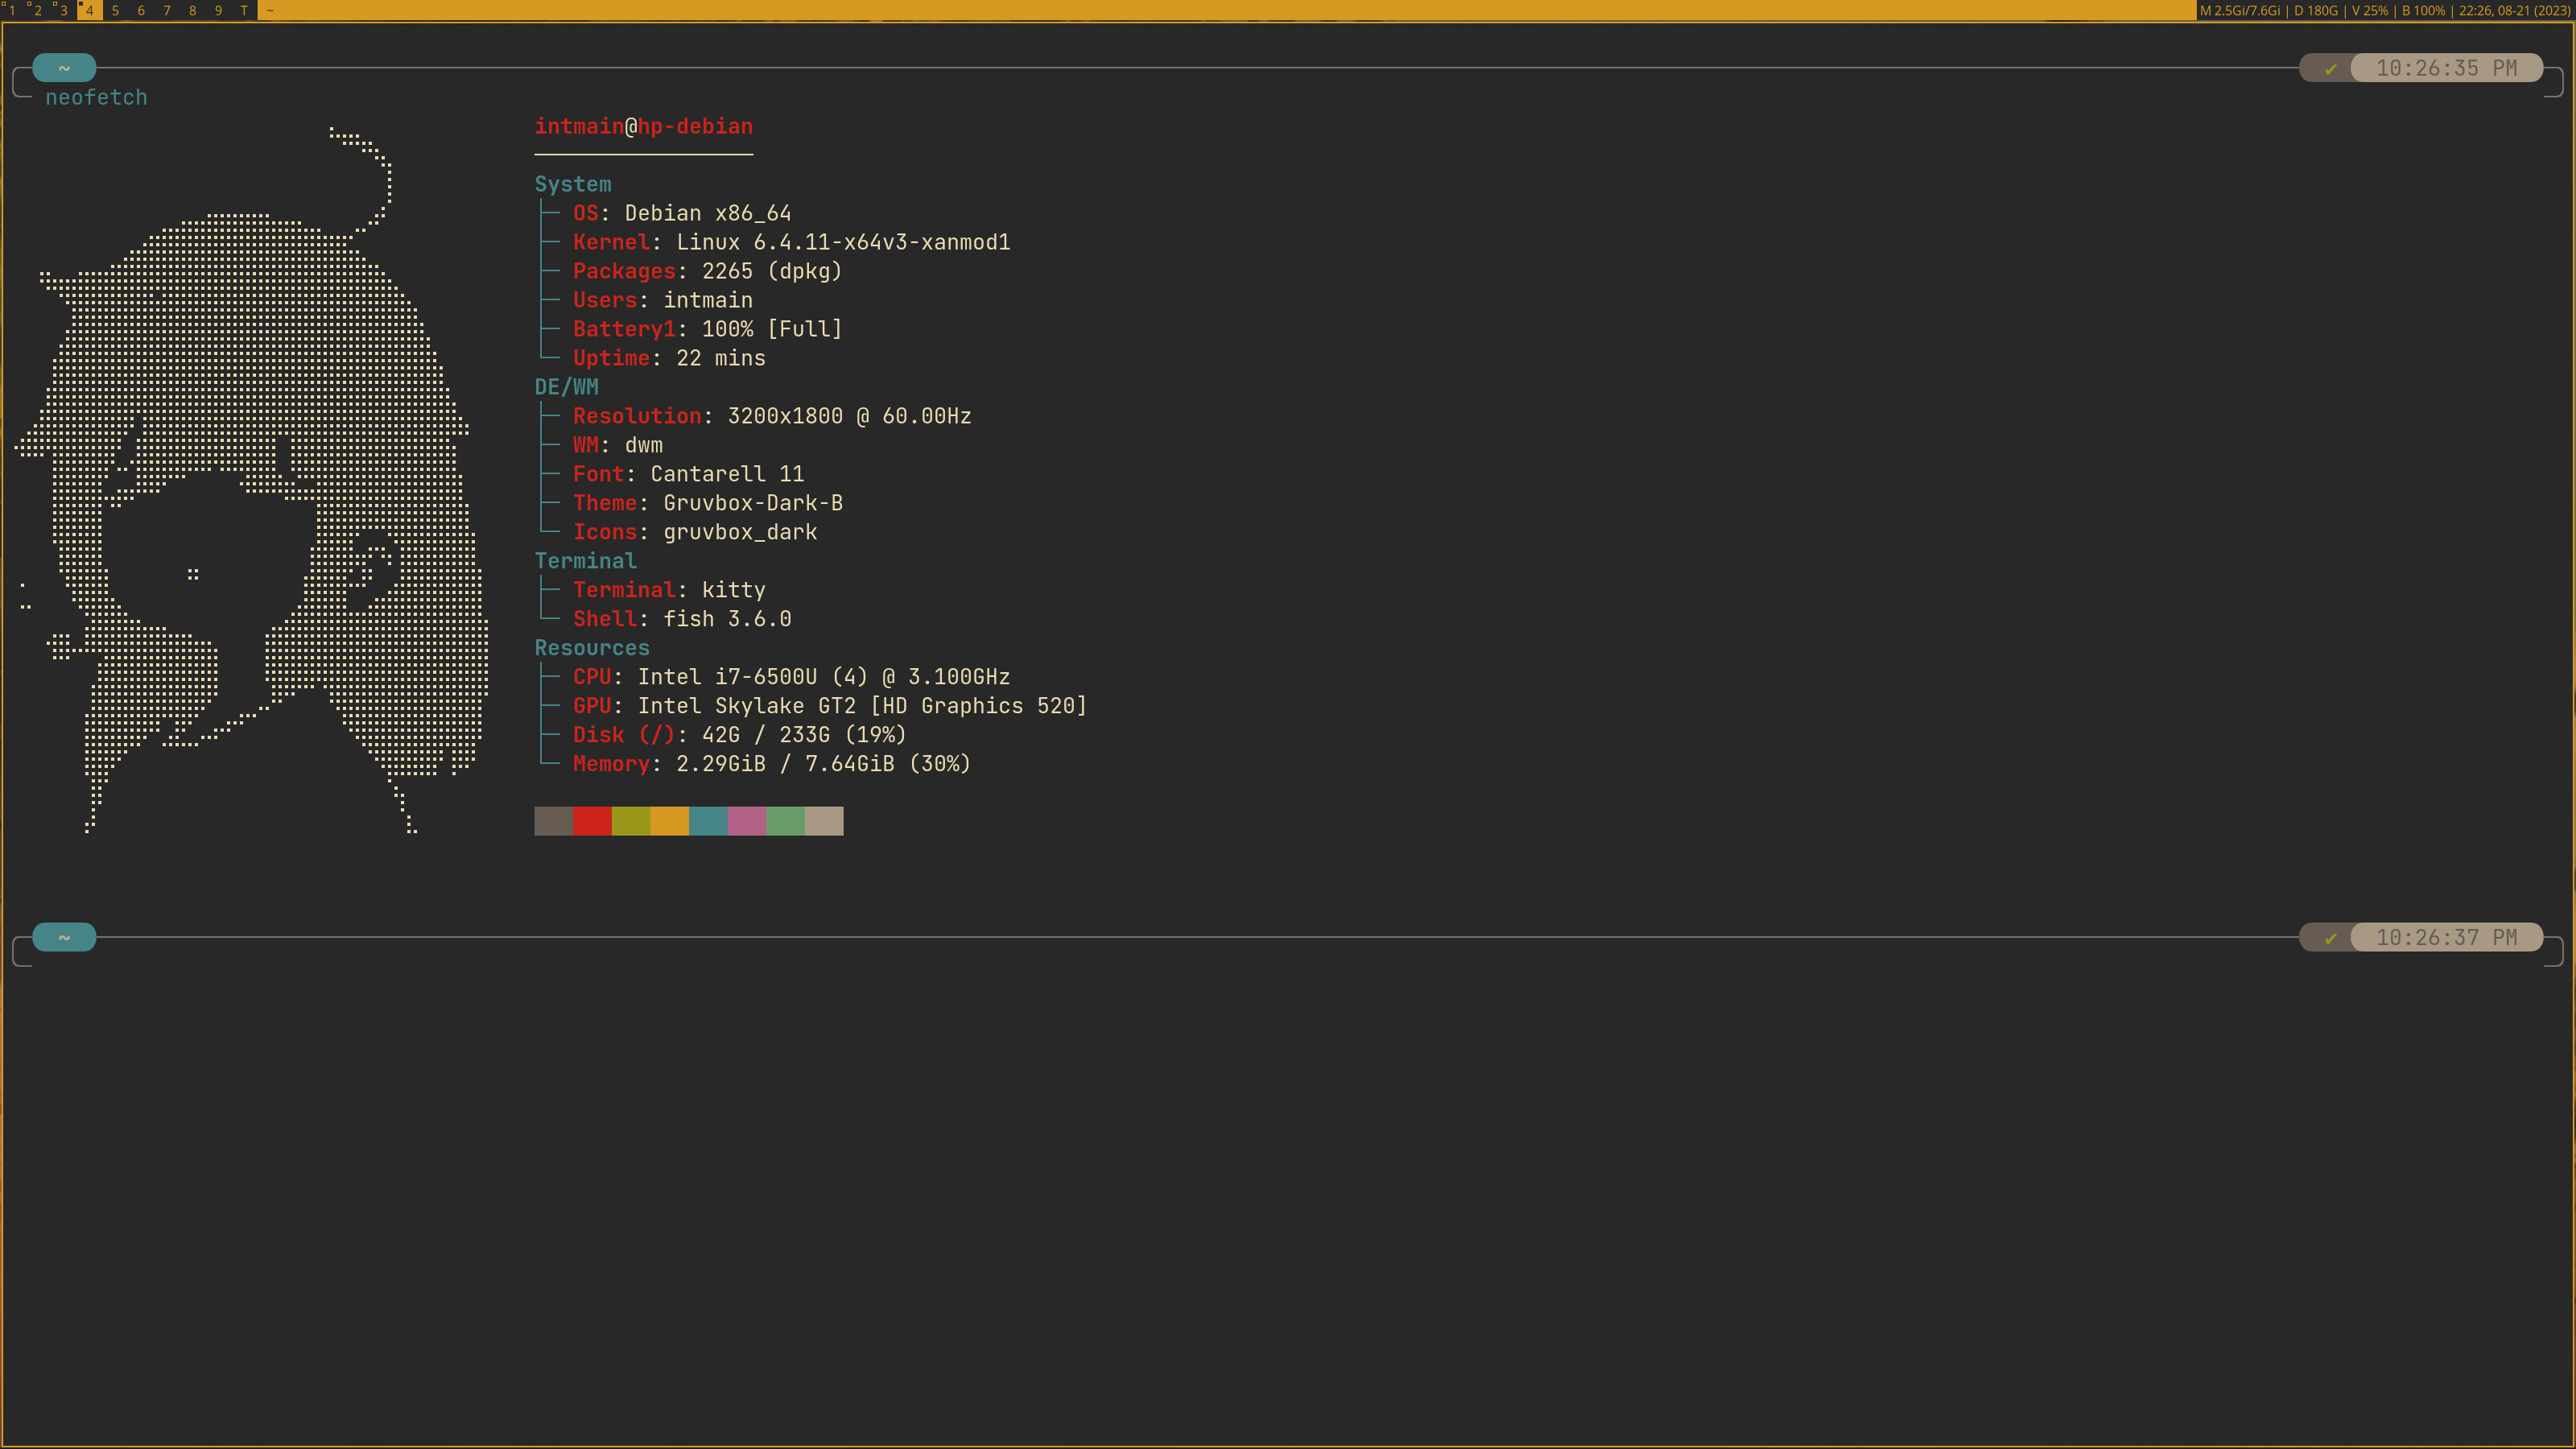 1 2 3 4 5 6 7 8 9 T ~ M 2.5Gi/7.6Gi | D 180G | V 25% | B 100% | 22:26, 08-21 (2023)
~ ✔ 10:26:35 PM
neofetch
intmain@hp-debian
System
OS: Debian x86_64
Kernel: Linux 6.4.11-x64v3-xanmod1
Packages: 2265 (dpkg)
Users: intmain
Battery1: 100% [Full]
Uptime: 22 mins
DE/WM
Resolution: 3200x1800 @ 60.00Hz
WM: dwm
Font: Cantarell 11
Theme: Gruvbox-Dark-B
Icons: gruvbox_dark
Terminal
Terminal: kitty
Shell: fish 3.6.0
Resources
CPU: Intel i7-6500U (4) @ 3.100GHz
GPU: Intel Skylake GT2 [HD Graphics 520]
Disk (/): 42G / 233G (19%)
Memory: 2.29GiB / 7.64GiB (30%)
~ ✔ 10:26:37 PM